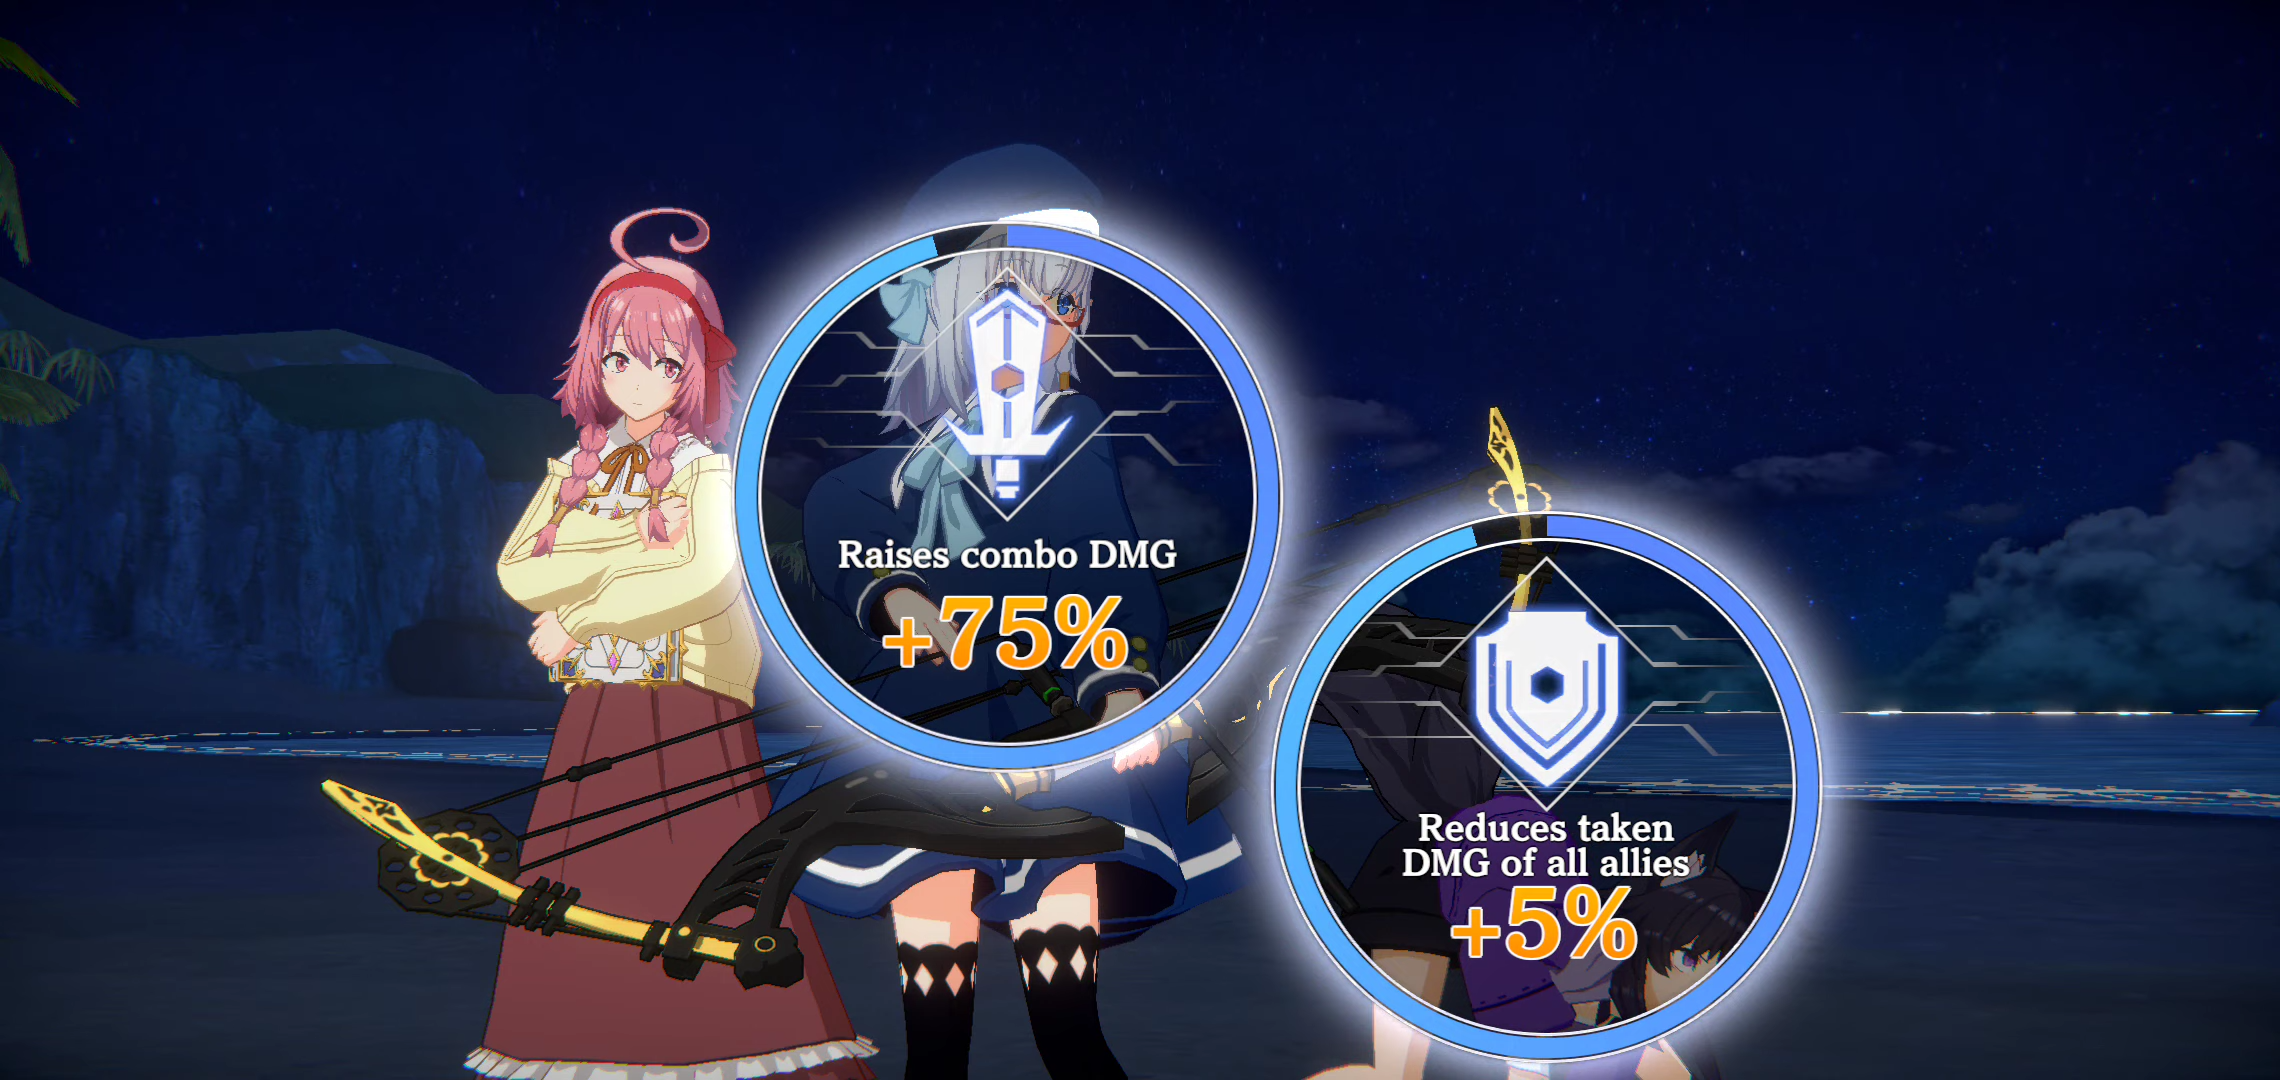 Raises combo DMG
+75%
Reduces taken
DMG of all allies
+5%